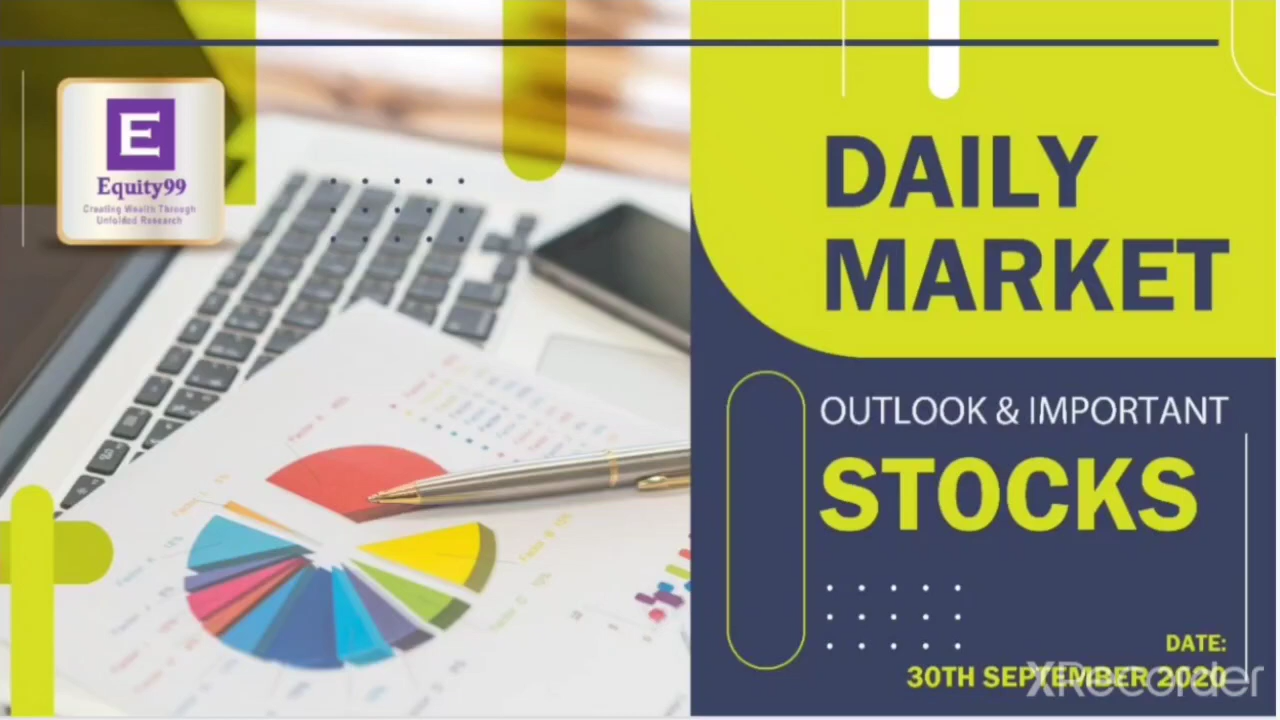 E
Equity99
Creating Wealth Through
Unfolded Research
DAILY
MARKET
OUTLOOK & IMPORTANT
STOCKS
DATE:
30TH SEPTEMBER 2020
XRecorder